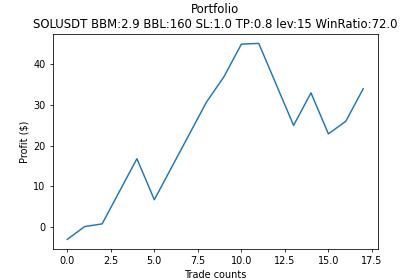 Portfolio
SOLUSDT BBM:2.9 BBL:160 SL:1.0 TP:0.8 lev:15 WinRatio:72.0
40
30
20
10
0
Profit ($)
0.0 2.5 5.0 7.5 10.0 12.5 15.0 17.5
Trade counts